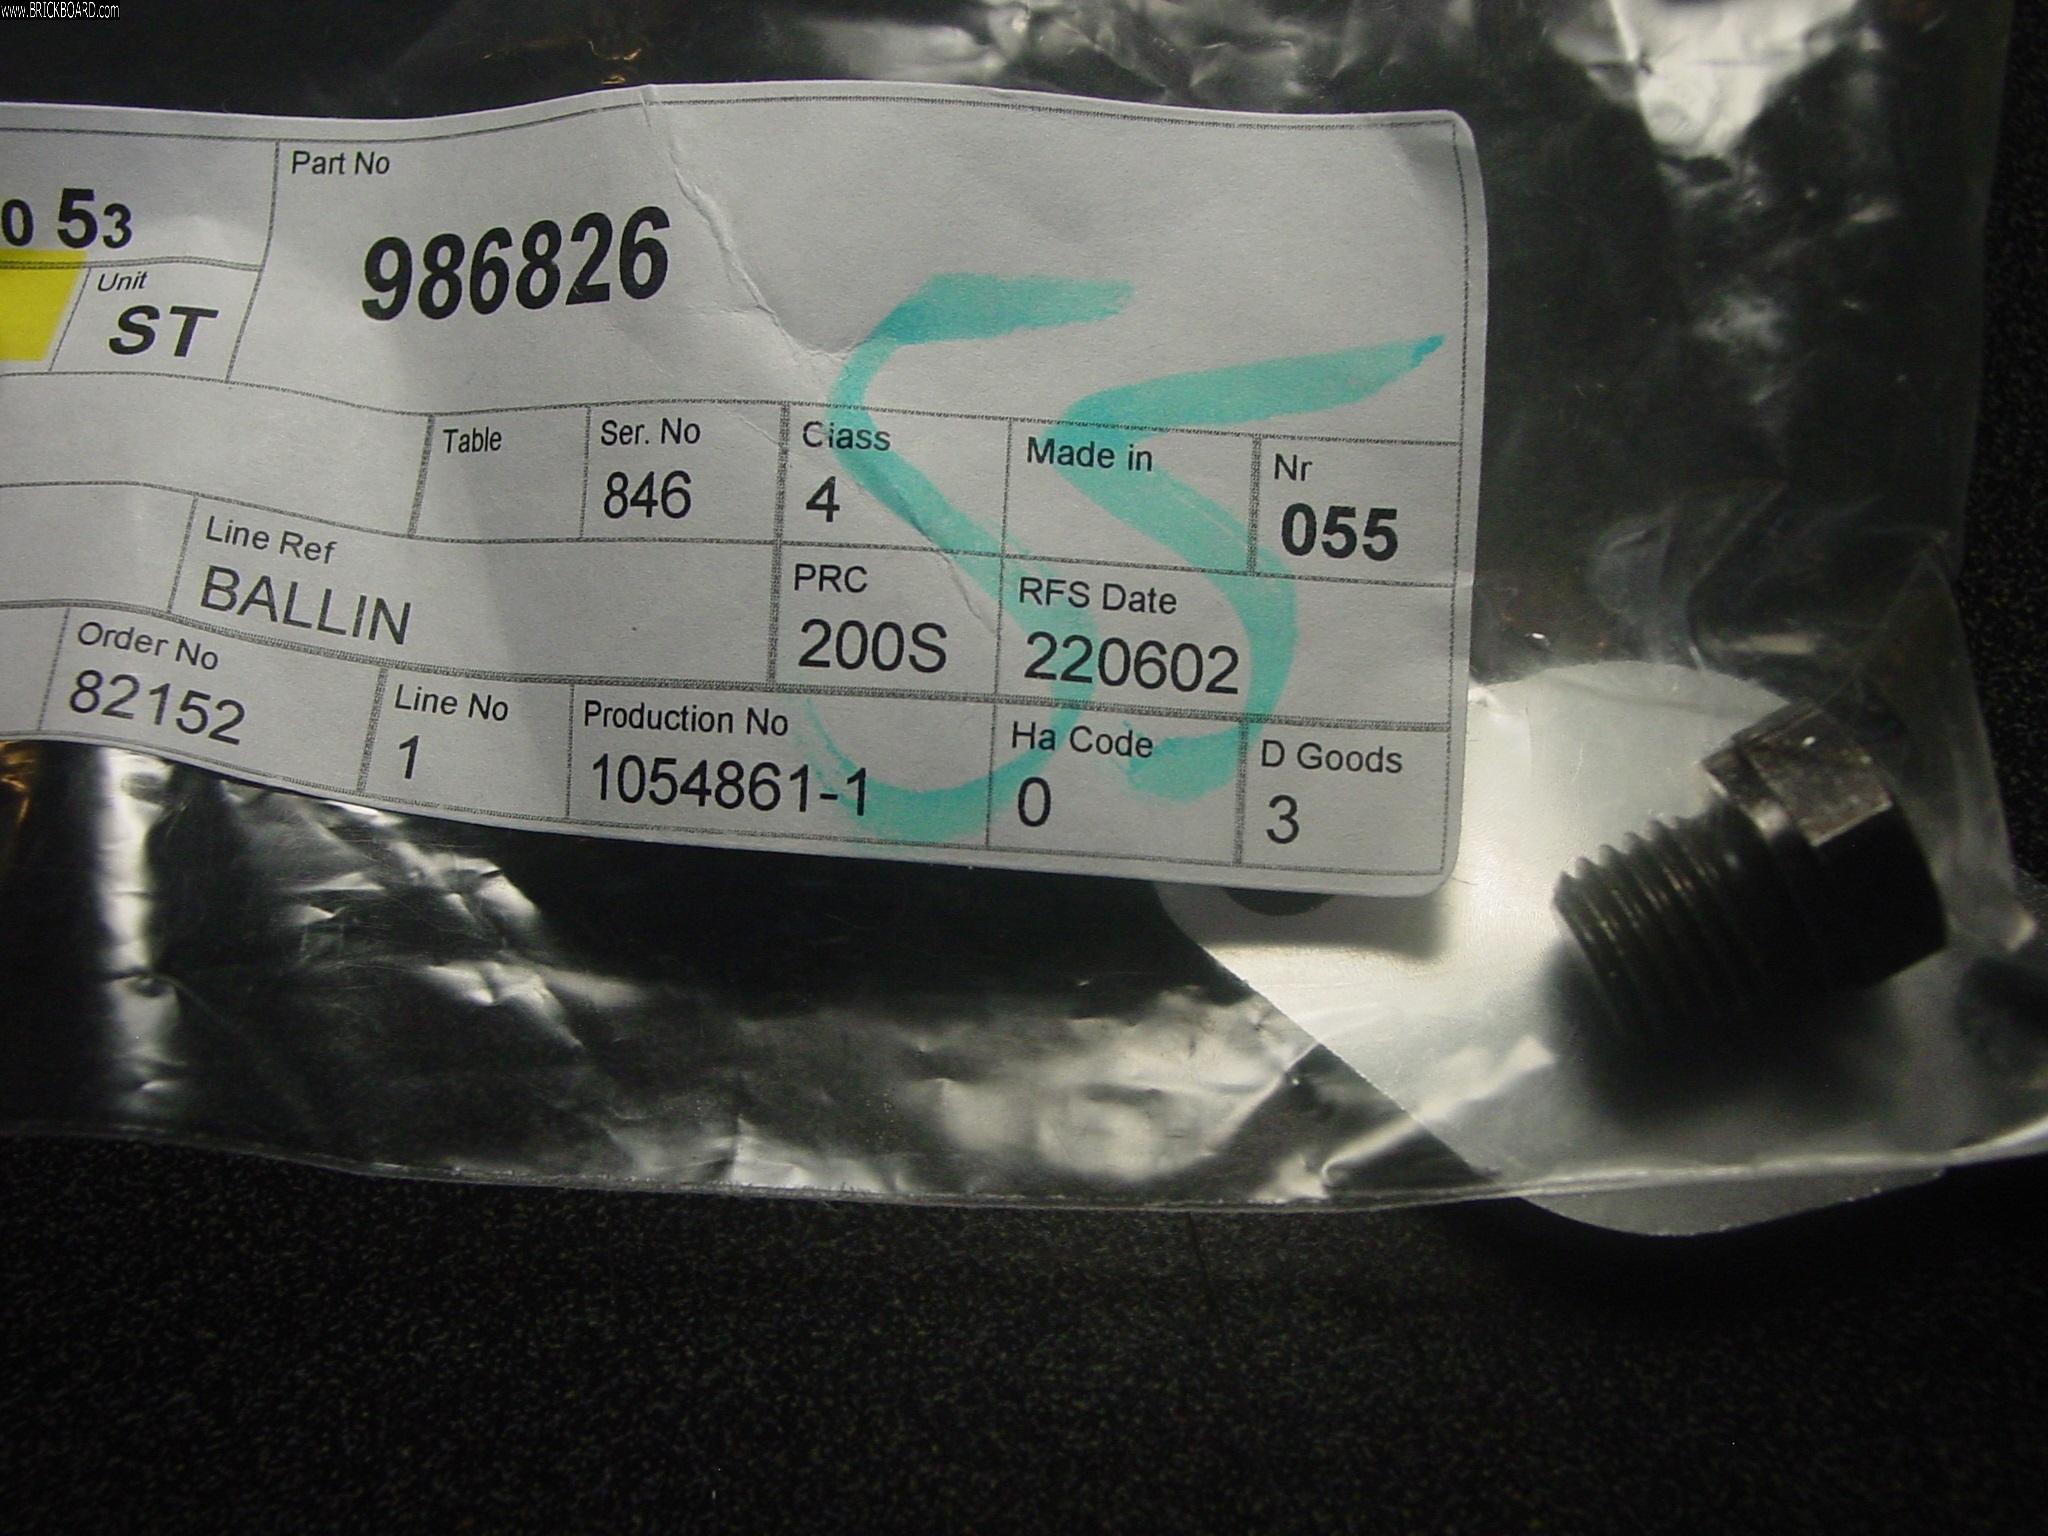 www.BRICKBOARD.com
Part No
0 53
986826
Unit
ST
Table
Ser. No
846
Class
4
Made in
Nr
055
Line Ref
BALLIN
PRC
200S
RFS Date
220602
Order No
82152
Line No
1
Production No
1054861-1
Ha Code
0
D Goods
3